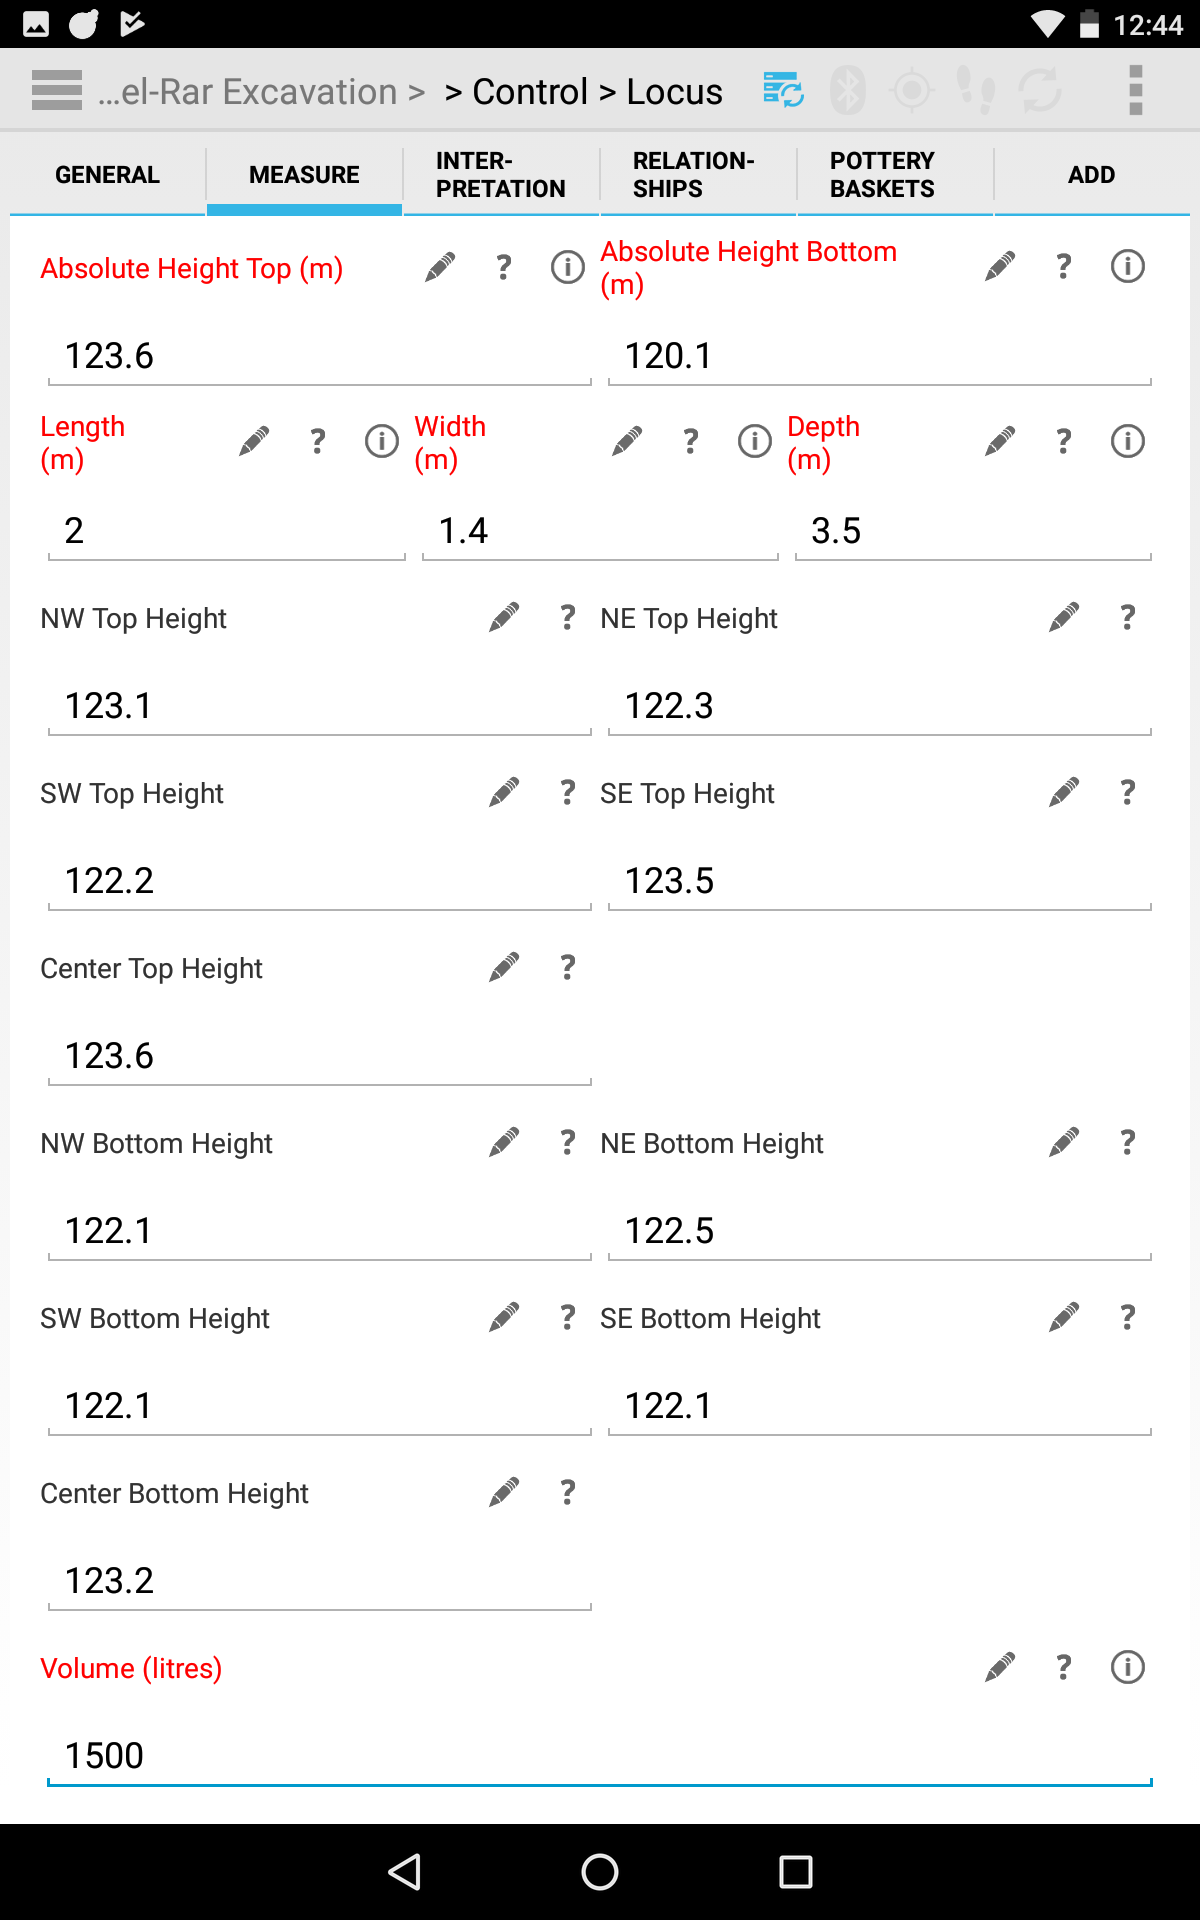 12:44
...el-Rar Excavation > > Control > Locus
GENERAL
MEASURE
INTER-
PRETATION
RELATION-
SHIPS
POTTERY
BASKETS
ADD
Absolute Height Top (m) ?
Absolute Height Bottom
(m) ?
123.6
120.1
Length
(m) ?
Width
(m) ?
Depth
(m) ?
2
1.4
3.5
NW Top Height ?
NE Top Height ?
123.1
122.3
SW Top Height ?
SE Top Height ?
122.2
123.5
Center Top Height ?
123.6
NW Bottom Height ?
NE Bottom Height ?
122.1
122.5
SW Bottom Height ?
SE Bottom Height ?
122.1
122.1
Center Bottom Height ?
123.2
Volume (litres) ?
1500